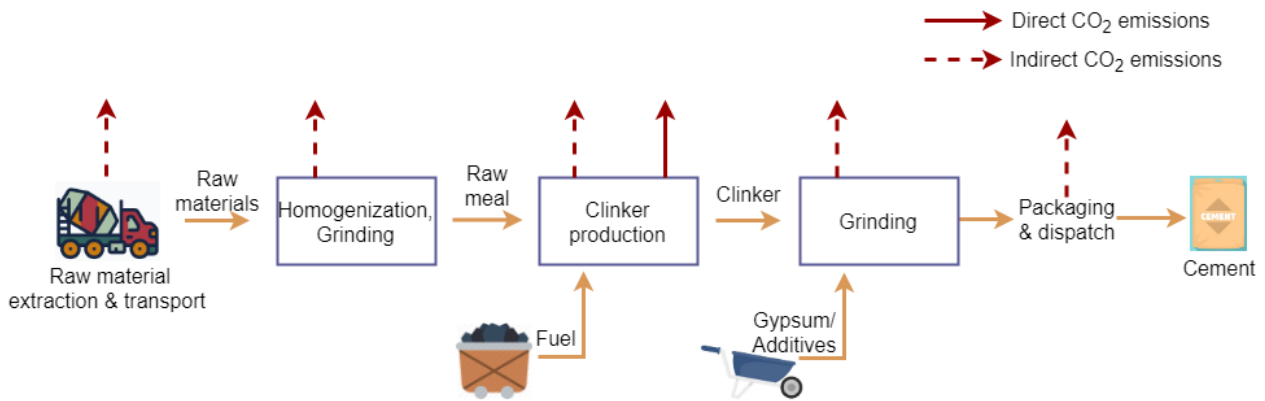 Direct CO2 emissions
Indirect CO2 emissions
Raw
materials
Raw
meal
Clinker
Homogenization,
Grinding
Clinker
production
Grinding
Packaging
& dispatch
CEMENT
Cement
Raw material
extraction & transport
Fuel
Gypsum/
Additives